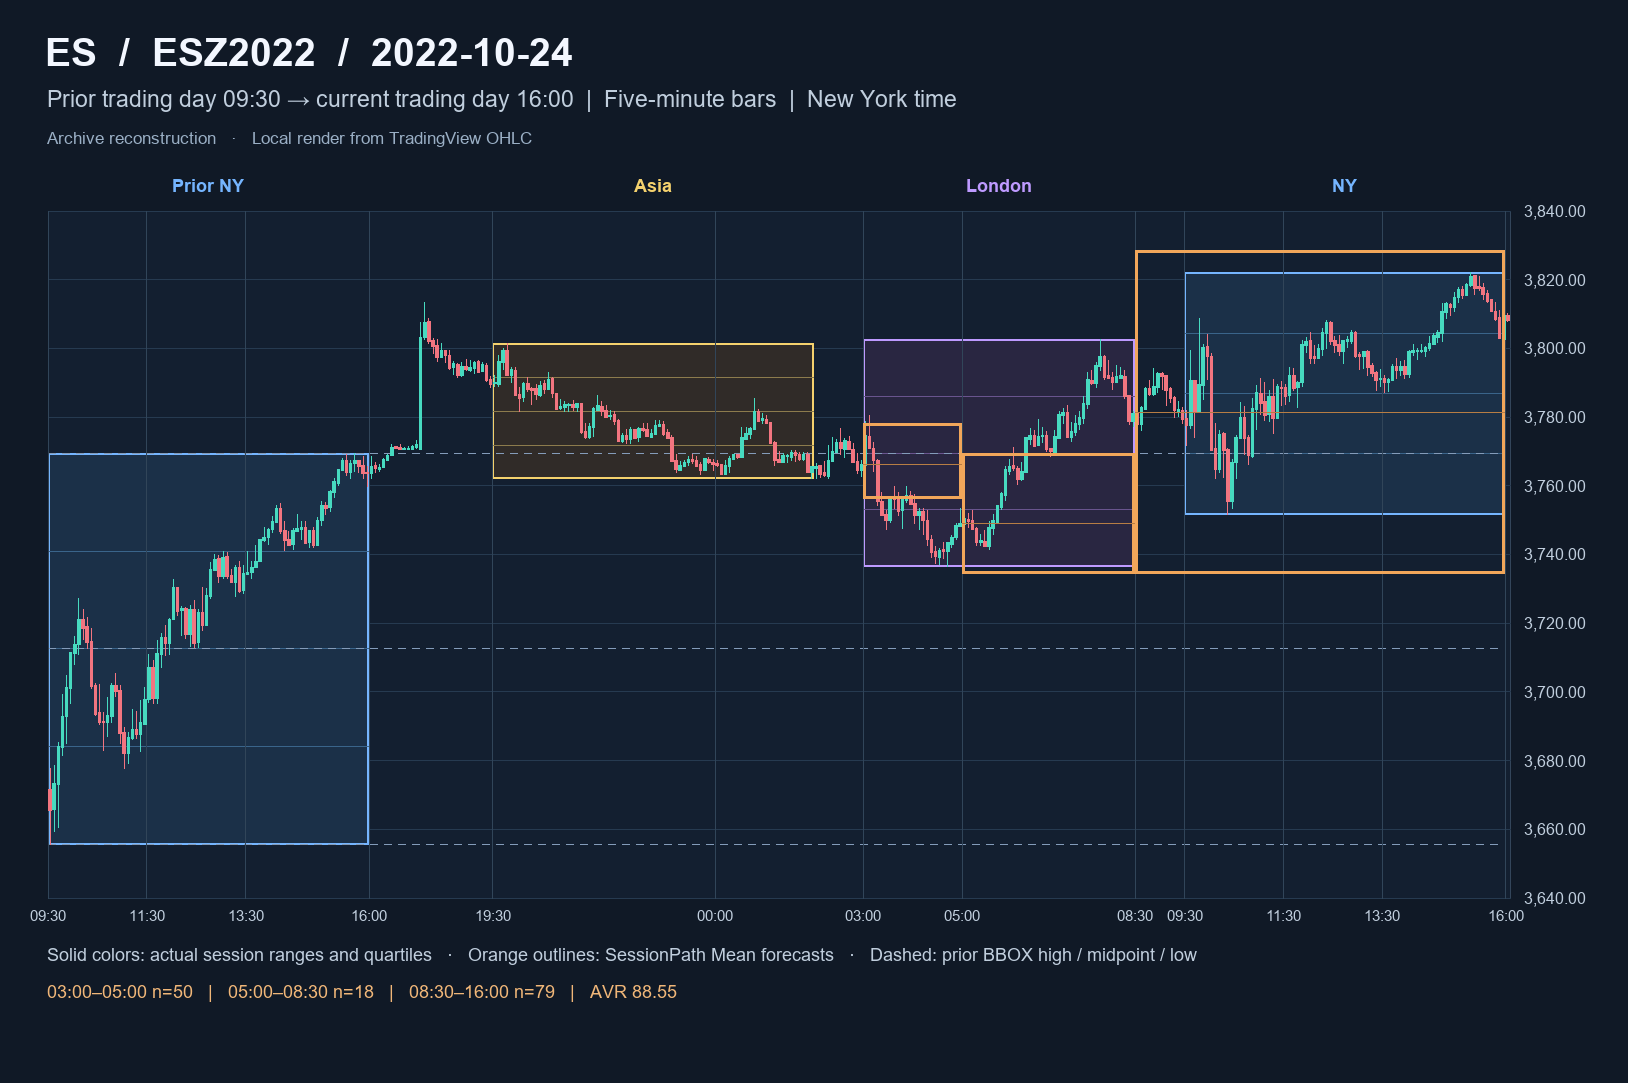 ES / ESZ2022 / 2022-10-24
Prior trading day 09:30 → current trading day 16:00 | Five-minute bars | New York time
Archive reconstruction · Local render from TradingView OHLC
Prior NY Asia London NY
3,840.00
3,820.00
3,800.00
3,780.00
3,760.00
3,740.00
3,720.00
3,700.00
3,680.00
3,660.00
3,640.00
09:30 11:30 13:30 16:00 19:30 00:00 03:00 05:00 08:30 09:30 11:30 13:30 16:00
Solid colors: actual session ranges and quartiles · Orange outlines: SessionPath Mean forecasts · Dashed: prior BBOX high / midpoint / low
03:00–05:00 n=50 | 05:00–08:30 n=18 | 08:30–16:00 n=79 | AVR 88.55